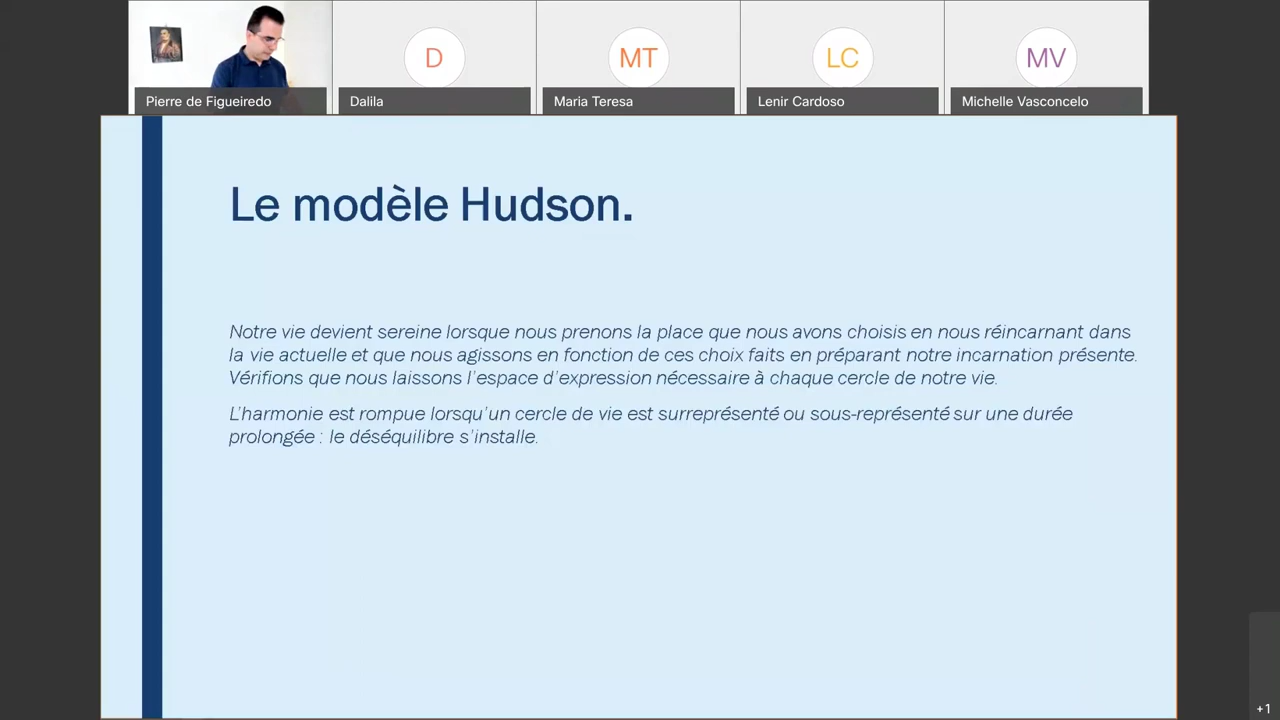 D
MT
LC
MV
Pierre de Figueiredo
Dalila
Maria Teresa
Lenir Cardoso
Michelle Vasconcelo
Le modèle Hudson.
Notre vie devient sereine lorsque nous prenons la place que nous avons choisis en nous réincarnant dans
la vie actuelle et que nous agissons en fonction de ces choix faits en préparant notre incarnation présente.
Vérifions que nous laissons l'espace d'expression nécessaire à chaque cercle de notre vie.
L'harmonie est rompue lorsqu'un cercle de vie est surreprésenté ou sous-représenté sur une durée
prolongée : le déséquilibre s'installe.
+1